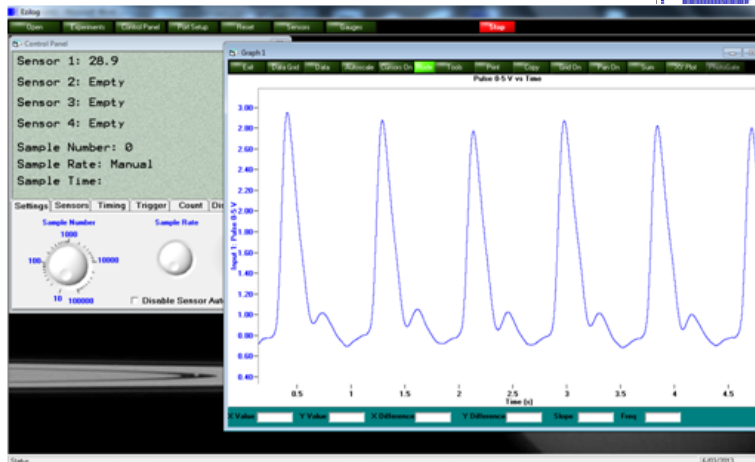 Ezilog
Open Experiments Control Panel Port Setup Reset Sensors Gauges Stop
Control Panel
Sensor 1: 28.9
Sensor 2: Empty
Sensor 3: Empty
Sensor 4: Empty
Sample Number: 0
Sample Rate: Manual
Sample Time:
Settings Sensors Timing Trigger Count
Sample Number Sample Rate
1000
100 10000
10 100000
Disable Sensor Auto
Graph 1
Exit Data Grid Data Autoscale Cursors On Mode Tools Print Copy Grid On Pan On Sum XY Plot PhotoGate
Pulse 0-5 V vs Time
Input 1: Pulse 0-5 V
3.00
2.80
2.60
2.40
2.20
2.00
1.80
1.60
1.40
1.20
1.00
0.80
0.60
0.40
0.5 1 1.5 2 2.5 3 3.5 4 4.5
Time (s)
X Value Y Value X Difference Y Difference Slope Freq
Status 6/03/2013